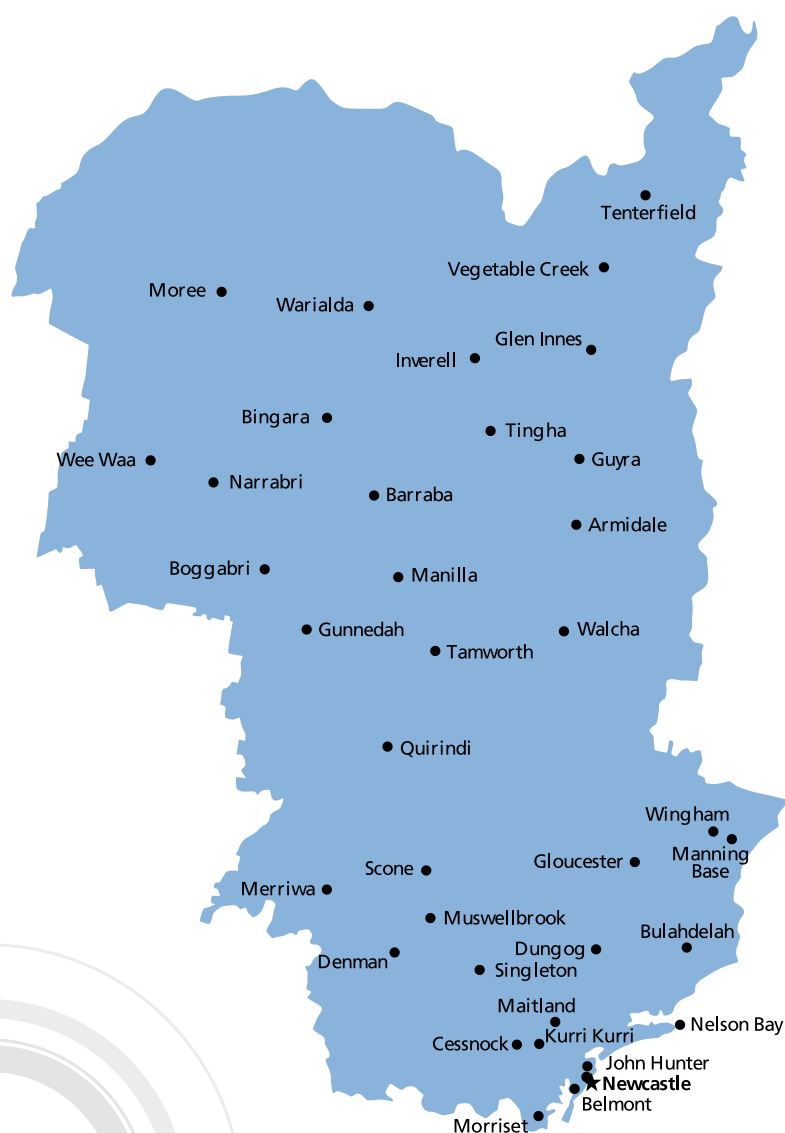 Tenterfield
Vegetable Creek
Moree
Warialda
Glen Innes
Inverell
Bingara
Tingha
Wee Waa
Guyra
Narrabri
Barraba
Armidale
Boggabri
Manilla
Gunnedah
Walcha
Tamworth
Quirindi
Wingham
Manning
Base
Gloucester
Scone
Merriwa
Muswellbrook
Bulahdelah
Dungog
Denman
Singleton
Maitland
Nelson Bay
Kurri Kurri
Cessnock
John Hunter
Newcastle
Belmont
Morriset